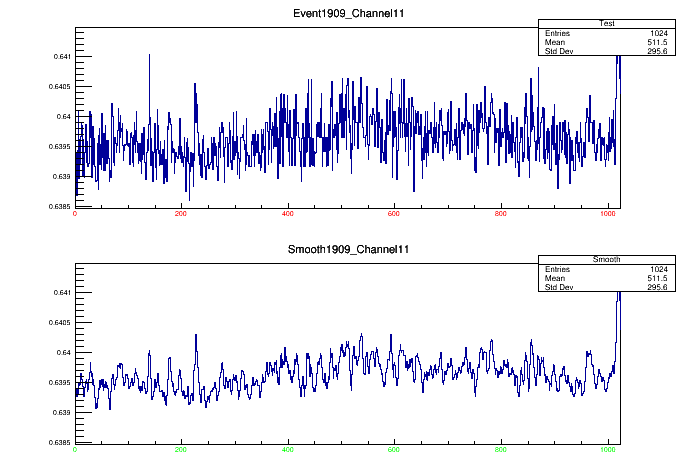 Event1909_Channel11
Test
Entries 1024
Mean 511.5
Std Dev 295.6
0.641
0.6405
0.64
0.6395
0.639
0.6385
0 200 400 600 800 1000
Smooth1909_Channel11
Smooth
Entries 1024
Mean 511.5
Std Dev 295.6
0.641
0.6405
0.64
0.6395
0.639
0.6385
0 200 400 600 800 1000